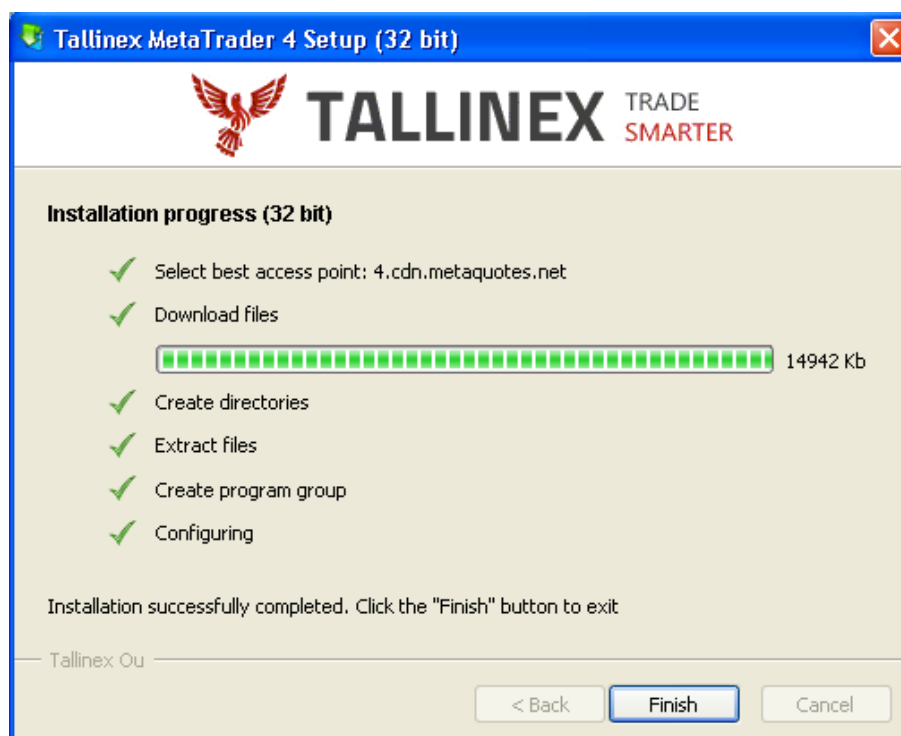 Tallinex MetaTrader 4 Setup (32 bit)
TALLINEX
TRADE
SMARTER
Installation progress (32 bit)
Select best access point: 4.cdn.metaquotes.net
Download files
14942 Kb
Create directories
Extract files
Create program group
Configuring
Installation successfully completed. Click the "Finish" button to exit
Tallinex Ou
< Back Finish Cancel